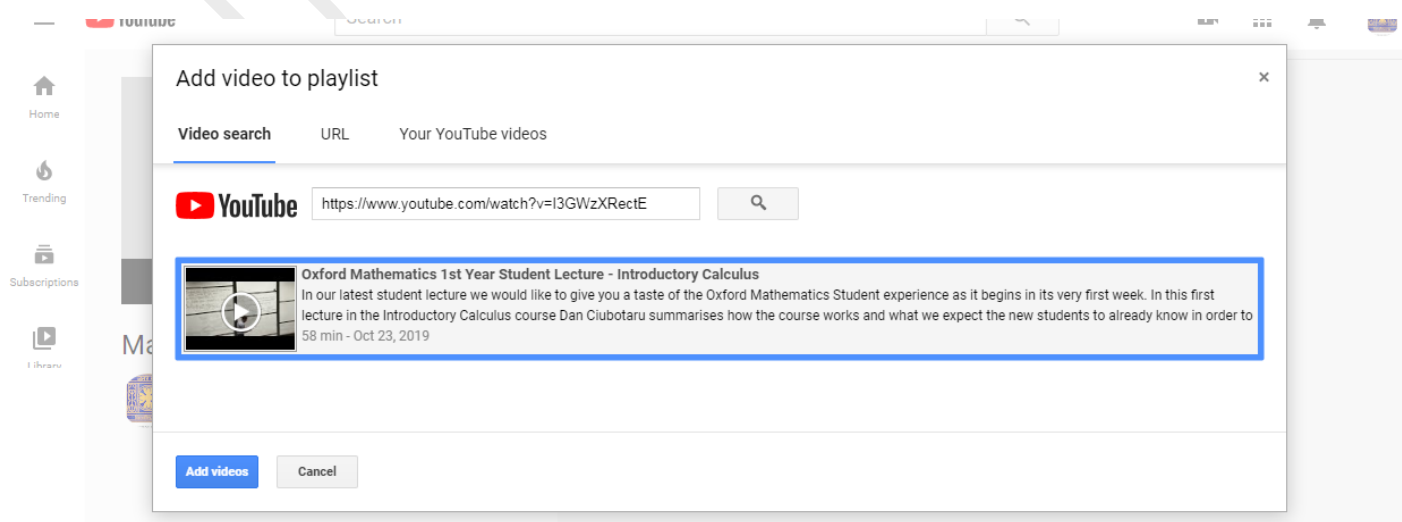 YouTube
Search
Add video to playlist
×
Home
Video search URL Your YouTube videos
Trending
YouTube https://www.youtube.com/watch?v=I3GWzXRectE
Subscriptions
Oxford Mathematics 1st Year Student Lecture - Introductory Calculus
In our latest student lecture we would like to give you a taste of the Oxford Mathematics Student experience as it begins in its very first week. In this first
lecture in the Introductory Calculus course Dan Ciubotaru summarises how the course works and what we expect the new students to already know in order to
58 min - Oct 23, 2019
Library
Ma
Add videos Cancel